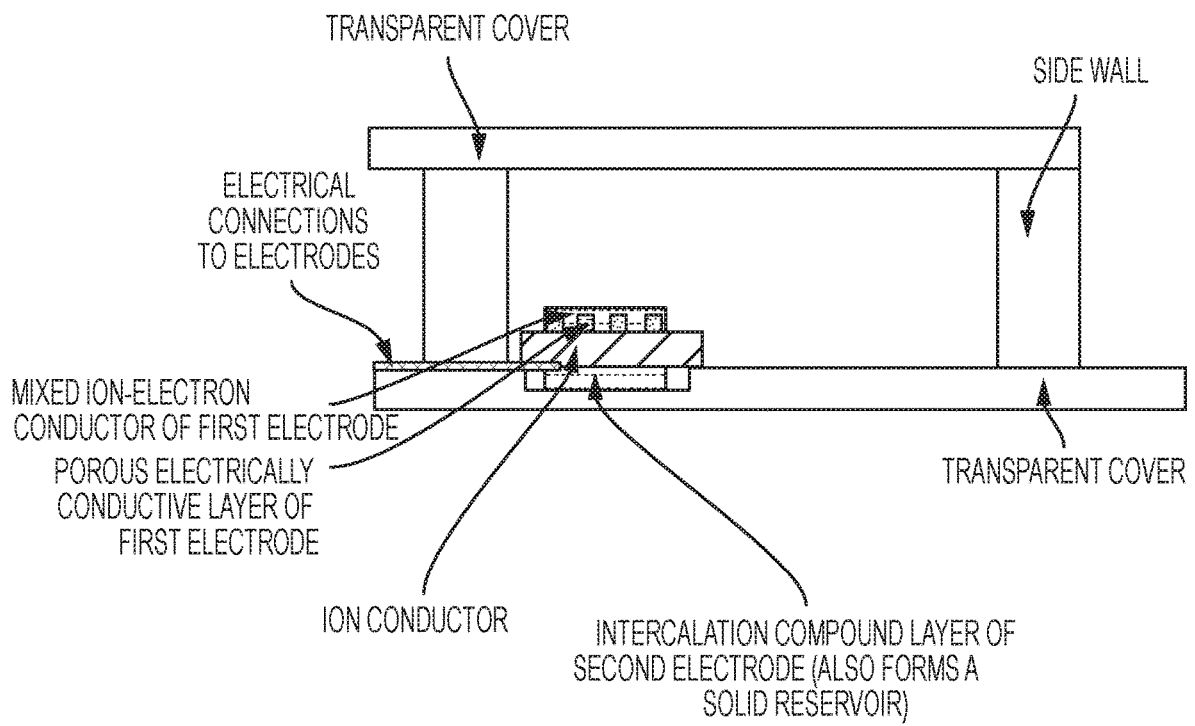 TRANSPARENT COVER
SIDE WALL
ELECTRICAL
CONNECTIONS
TO ELECTRODES
MIXED ION-ELECTRON
CONDUCTOR OF FIRST ELECTRODE
POROUS ELECTRICALLY
CONDUCTIVE LAYER OF
FIRST ELECTRODE
TRANSPARENT COVER
ION CONDUCTOR
INTERCALATION COMPOUND LAYER OF
SECOND ELECTRODE (ALSO FORMS A
SOLID RESERVOIR)